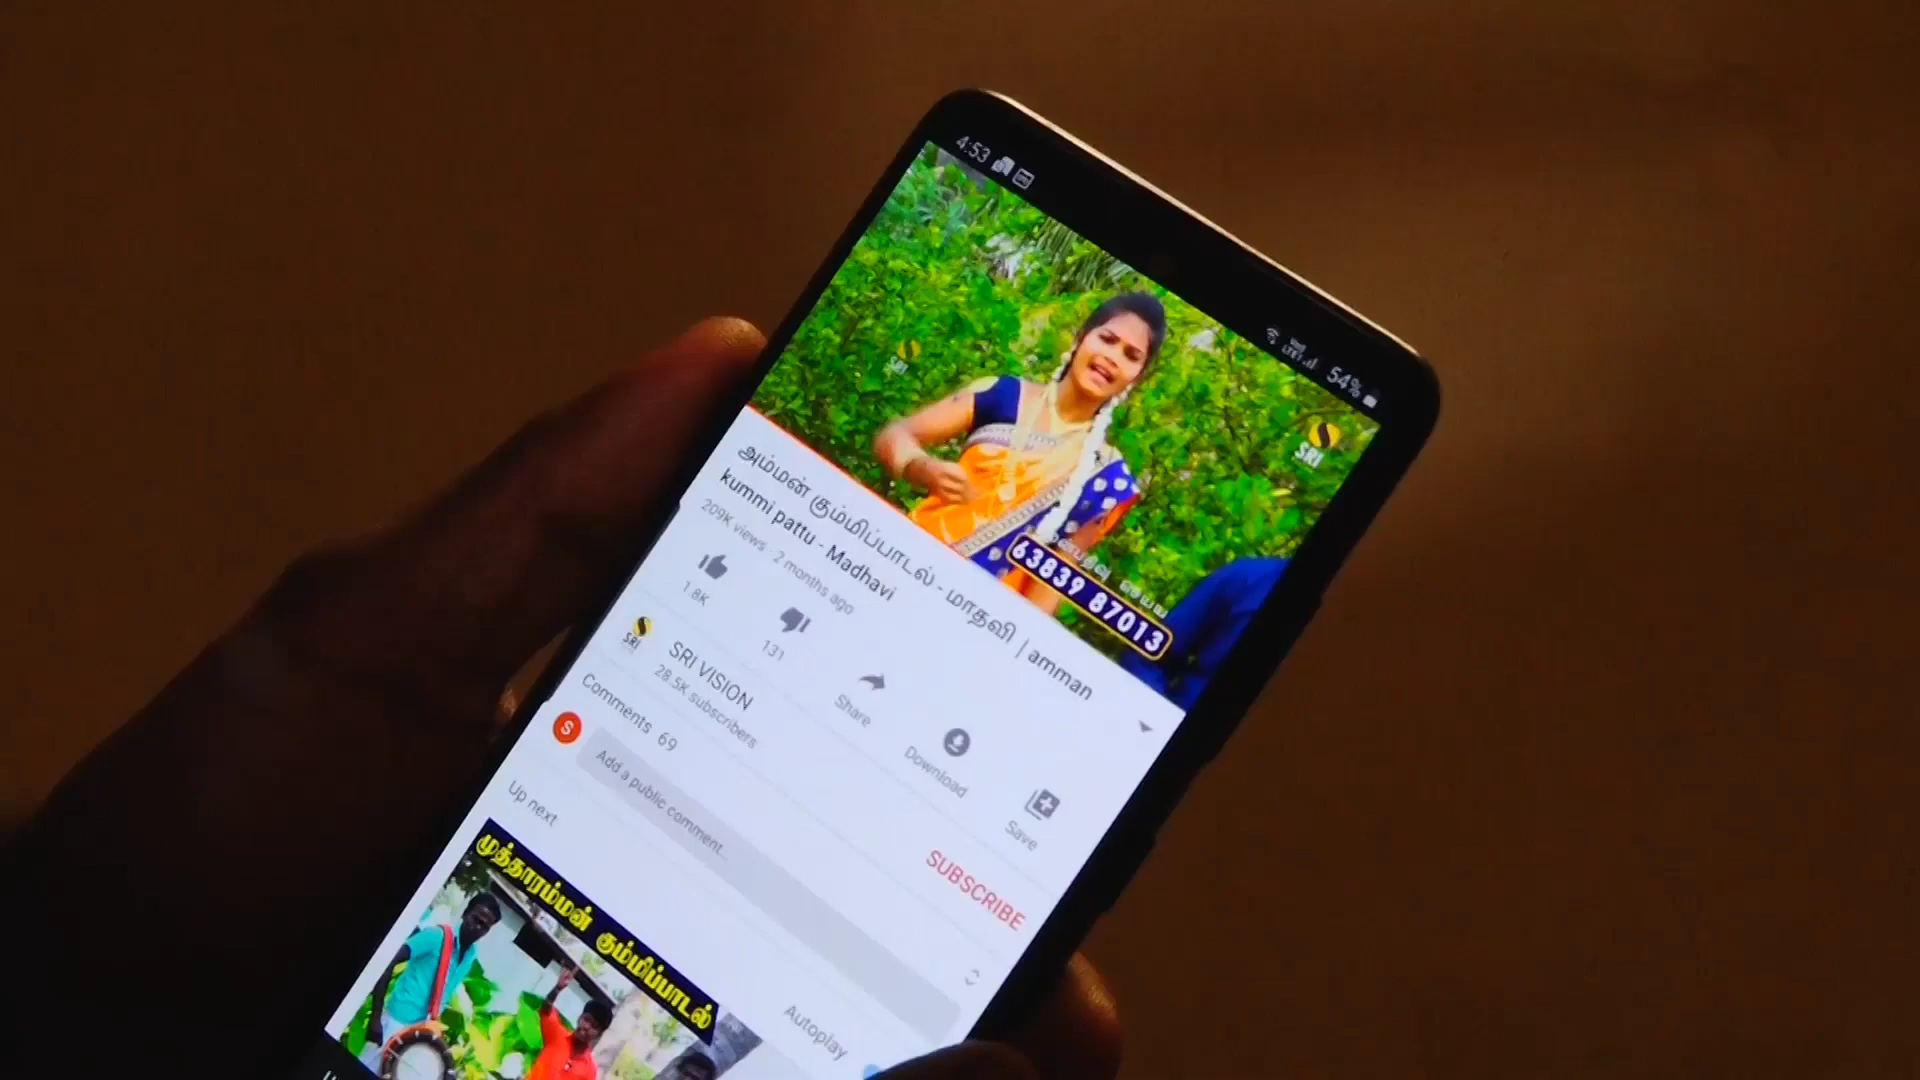 4:53
54%
SRI
SRI
63839 87013
அம்மன் கும்மிப்பாடல் - மாதவி | amman
kummi pattu - Madhavi
209K views · 2 months ago
1.8K
131
Share
Download
Save
SRI
SRI VISION
28.5K subscribers
SUBSCRIBE
Comments 69
S
Add a public comment...
Up next
Autoplay
முத்தாரம்மன் கும்மிப்பாடல்